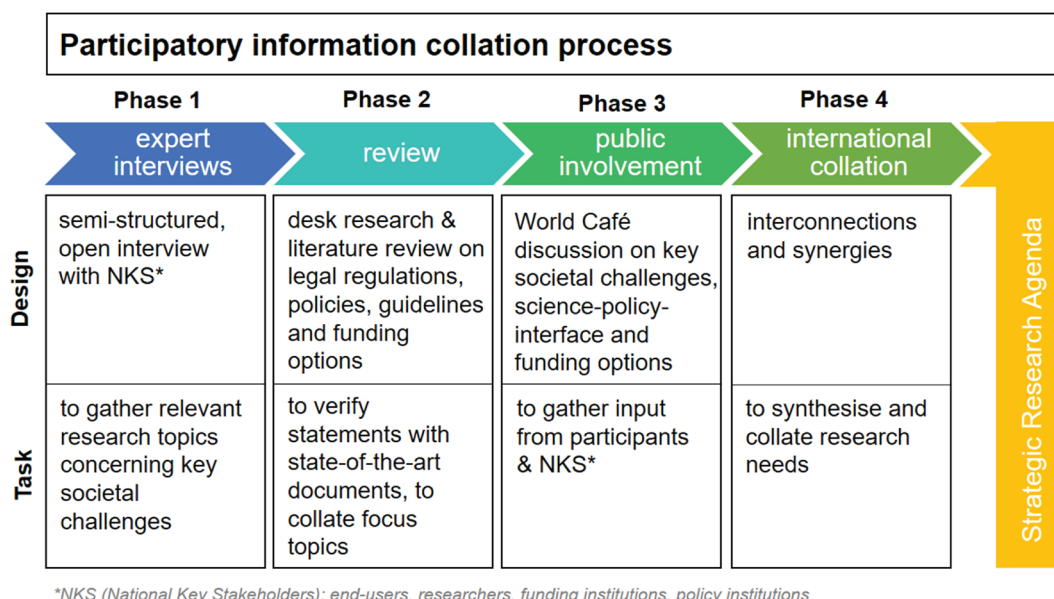 Participatory information collation process
Phase 1
Phase 2
Phase 3
Phase 4
expert
interviews
review
public
involvement
international
collation
Design
semi-structured,
open interview
with NKS*
desk research &
literature review on
legal regulations,
policies, guidelines
and funding
options
World Café
discussion on key
societal challenges,
science-policy-
interface and
funding options
interconnections
and synergies
Task
to gather relevant
research topics
concerning key
societal
challenges
to verify
statements with
state-of-the-art
documents, to
collate focus
topics
to gather input
from participants
& NKS*
to synthesise and
collate research
needs
Strategic Research Agenda
*NKS (National Key Stakeholders): end-users, researchers, funding institutions, policy institutions